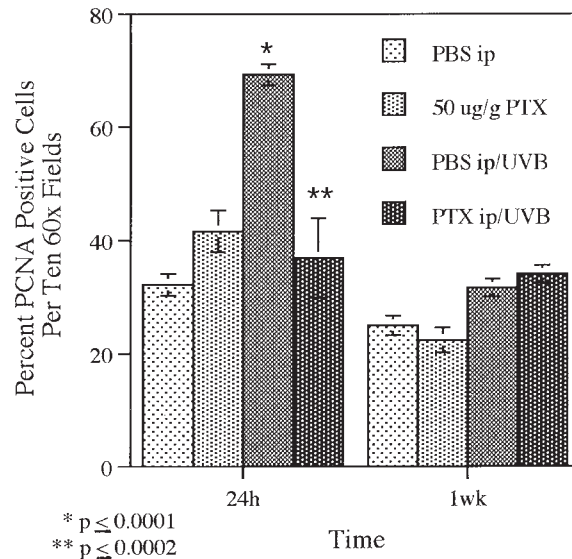 Percent PCNA Positive Cells
Per Ten 60x Fields
80
60
40
20
0
*
**
PBS ip
50 ug/g PTX
PBS ip/UVB
PTX ip/UVB
24h
1wk
Time
* p ≤ 0.0001
** p ≤ 0.0002